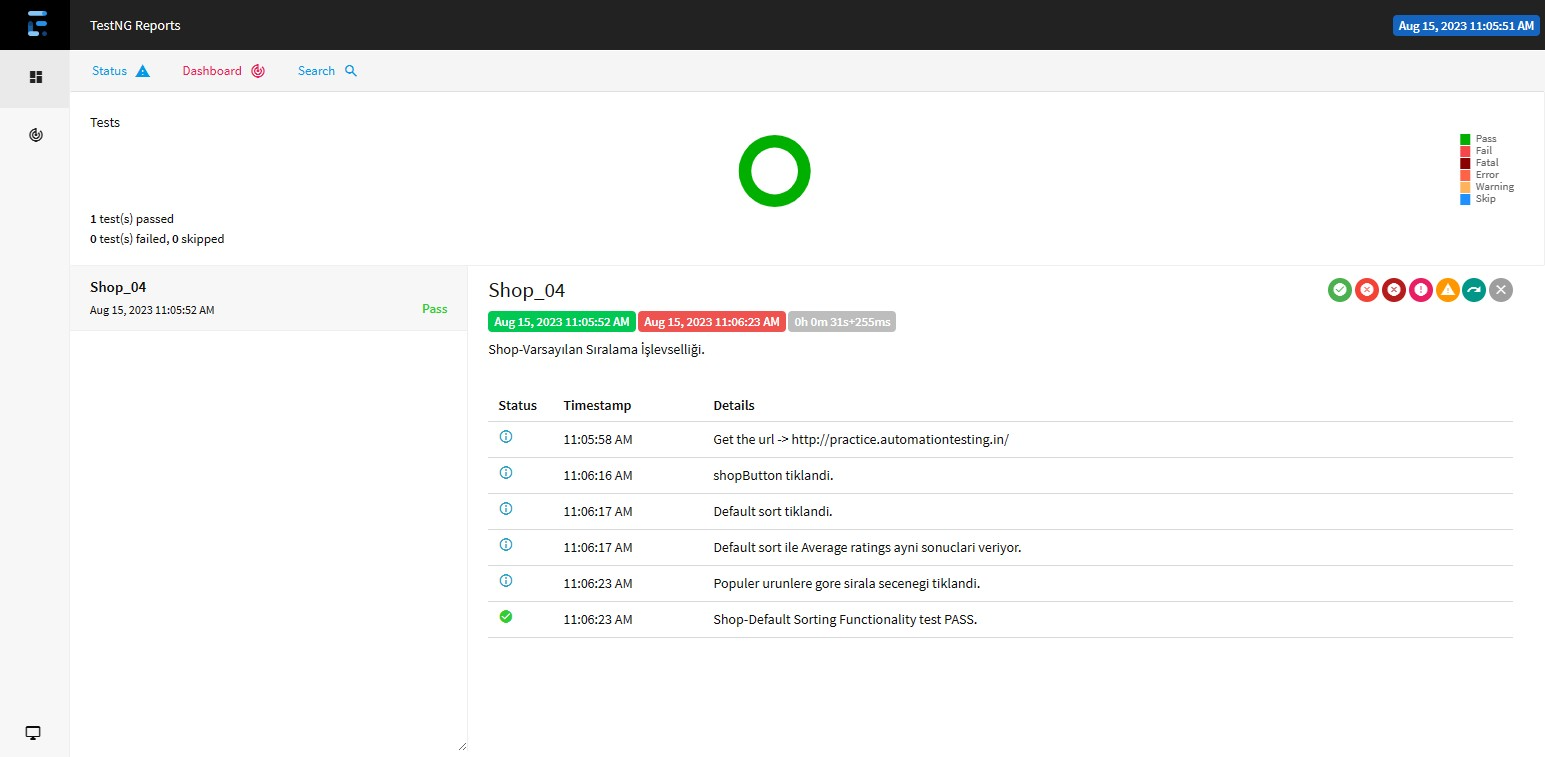 TestNG Reports
Aug 15, 2023 11:05:51 AM
Status
Dashboard
Search
Tests
Pass
Fail
Fatal
Error
Warning
Skip
1 test(s) passed
0 test(s) failed, 0 skipped
Shop_04
Aug 15, 2023 11:05:52 AM
Pass
Shop_04
Aug 15, 2023 11:05:52 AM Aug 15, 2023 11:06:23 AM 0h 0m 31s+255ms
Shop-Varsayılan Sıralama İşlevselliği.
Status Timestamp Details
11:05:58 AM Get the url -> http://practice.automationtesting.in/
11:06:16 AM shopButton tiklandi.
11:06:17 AM Default sort tiklandi.
11:06:17 AM Default sort ile Average ratings ayni sonuclari veriyor.
11:06:23 AM Populer urunlere gore sirala secenegi tiklandi.
11:06:23 AM Shop-Default Sorting Functionality test PASS.